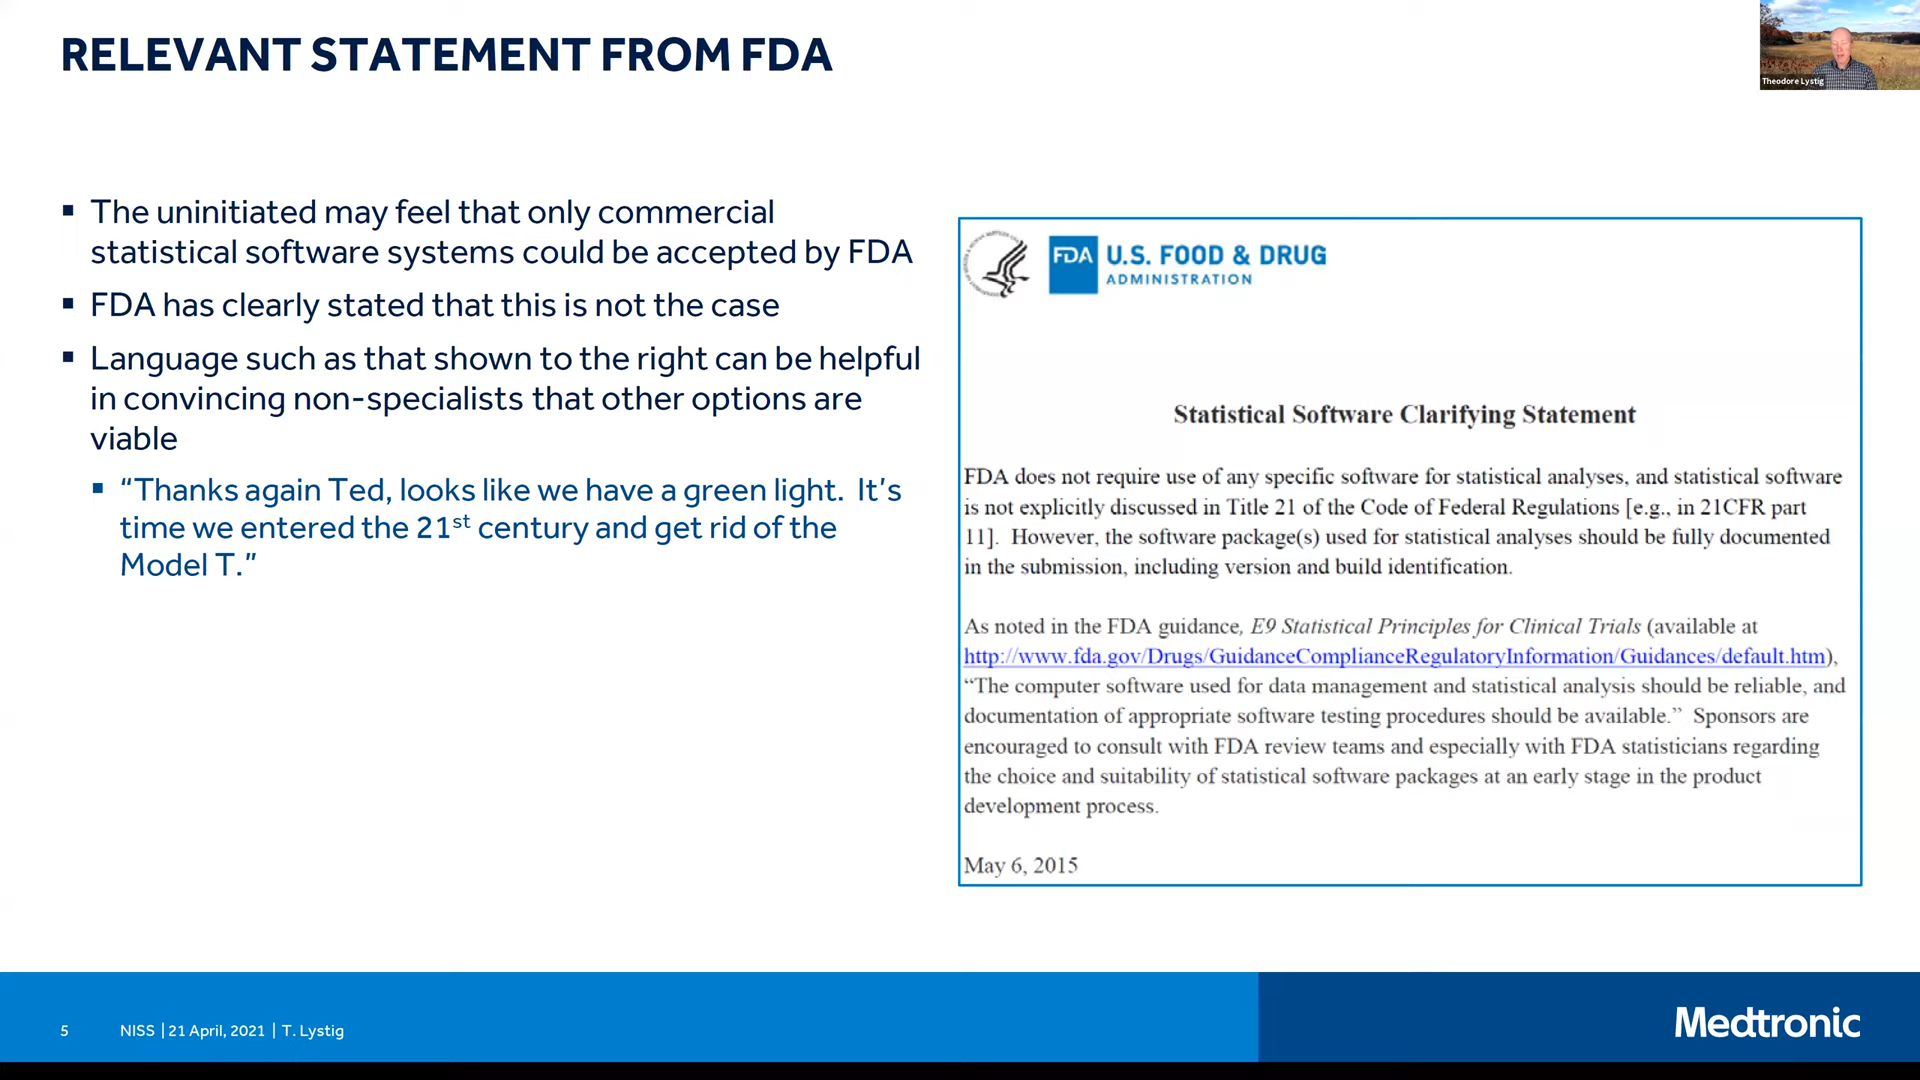 RELEVANT STATEMENT FROM FDA
Theodore Lystig
▪ The uninitiated may feel that only commercial
statistical software systems could be accepted by FDA
▪ FDA has clearly stated that this is not the case
▪ Language such as that shown to the right can be helpful
in convincing non-specialists that other options are
viable
▪ “Thanks again Ted, looks like we have a green light.  It’s
time we entered the 21st century and get rid of the
Model T.”
FDA U.S. FOOD & DRUG
ADMINISTRATION
Statistical Software Clarifying Statement
FDA does not require use of any specific software for statistical analyses, and statistical software
is not explicitly discussed in Title 21 of the Code of Federal Regulations [e.g., in 21CFR part
11].  However, the software package(s) used for statistical analyses should be fully documented
in the submission, including version and build identification.
As noted in the FDA guidance, E9 Statistical Principles for Clinical Trials (available at
http://www.fda.gov/Drugs/GuidanceComplianceRegulatoryInformation/Guidances/default.htm),
“The computer software used for data management and statistical analysis should be reliable, and
documentation of appropriate software testing procedures should be available.”  Sponsors are
encouraged to consult with FDA review teams and especially with FDA statisticians regarding
the choice and suitability of statistical software packages at an early stage in the product
development process.
May 6, 2015
5 NISS | 21 April, 2021 | T. Lystig
Medtronic